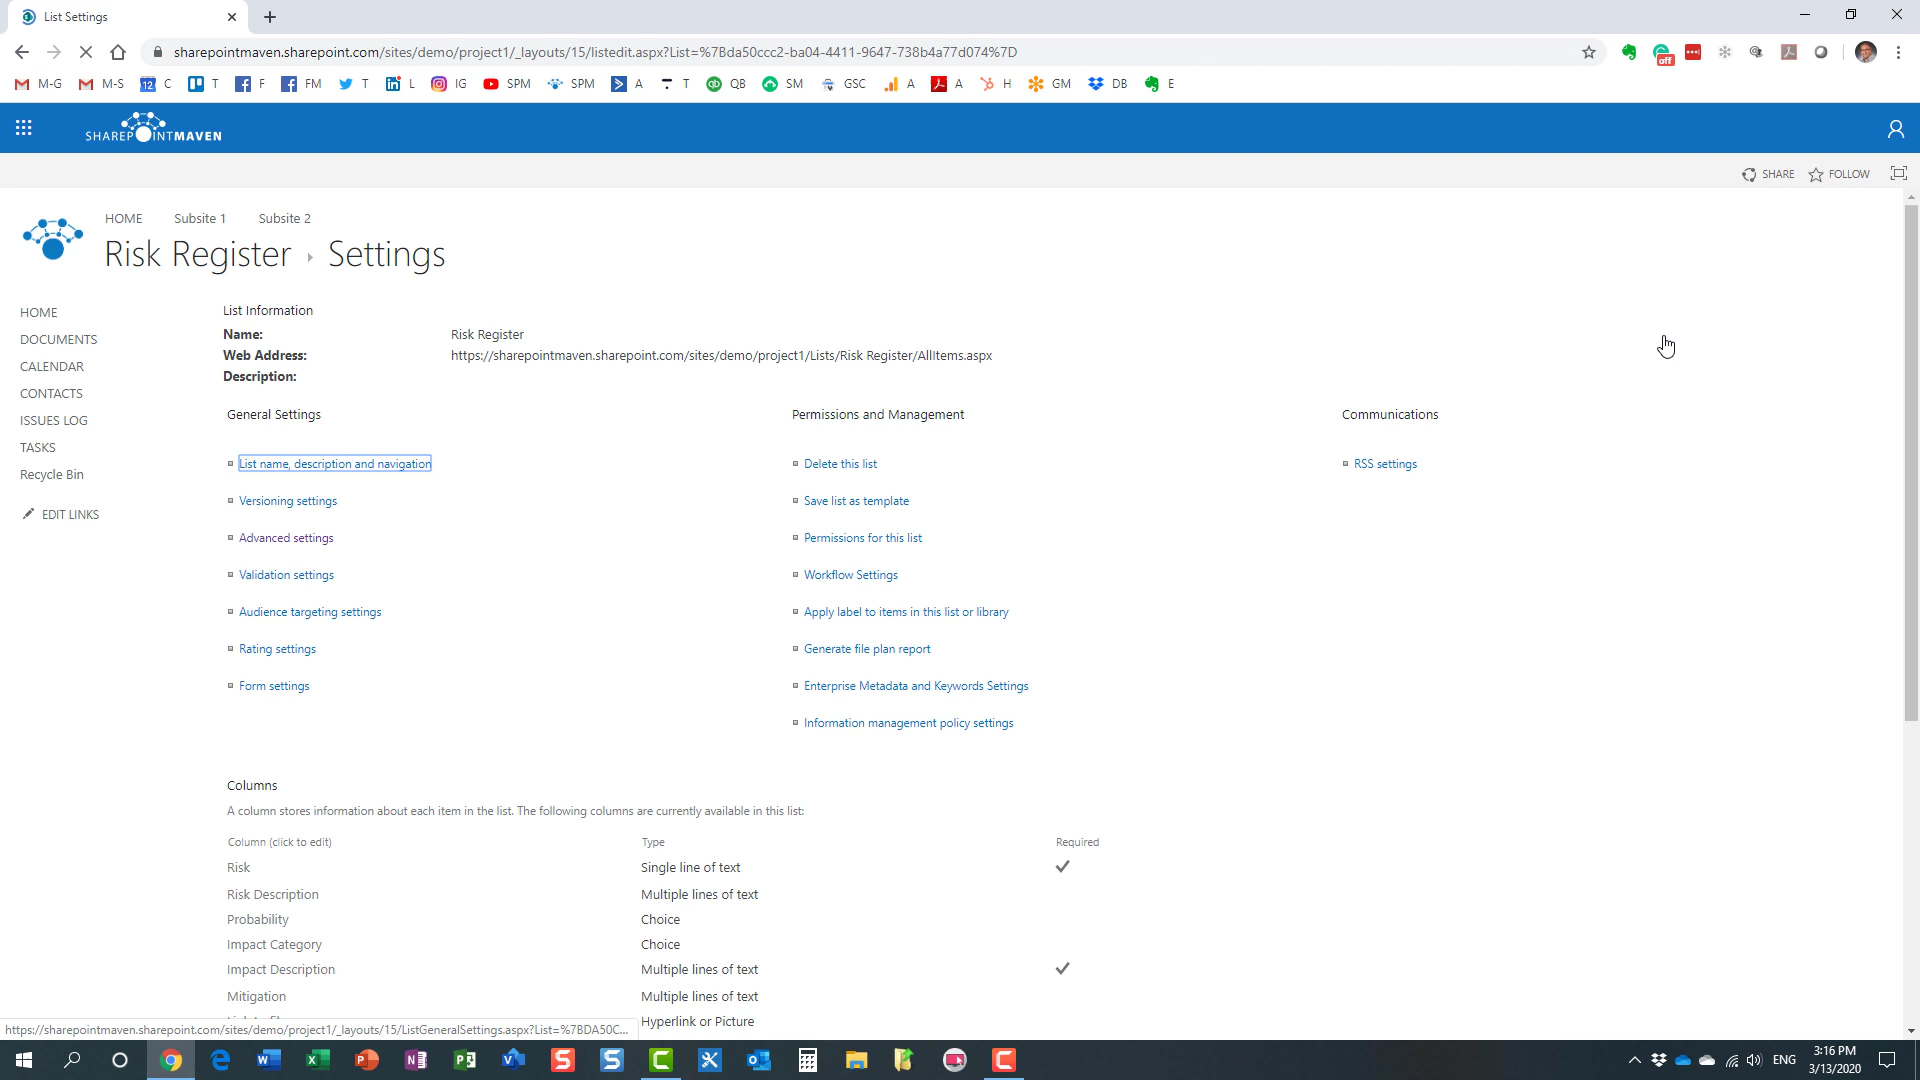 List Settings
sharepointmaven.sharepoint.com/sites/demo/project1/_layouts/15/listedit.aspx?List=%7Bda50ccc2-ba04-4411-9647-738b4a77d074%7D
off
M-G M-S 12 C T F FM T L IG SPM SPM A T QB SM GSC A A H GM DB E
SHAREPOINTMAVEN
SHARE FOLLOW
HOME Subsite 1 Subsite 2
Risk Register Settings
HOME
DOCUMENTS
CALENDAR
CONTACTS
ISSUES LOG
TASKS
Recycle Bin
EDIT LINKS
List Information
Name: Risk Register
Web Address: https://sharepointmaven.sharepoint.com/sites/demo/project1/Lists/Risk Register/AllItems.aspx
Description:
General Settings Permissions and Management Communications
List name, description and navigation Delete this list RSS settings
Versioning settings Save list as template
Advanced settings Permissions for this list
Validation settings Workflow Settings
Audience targeting settings Apply label to items in this list or library
Rating settings Generate file plan report
Form settings Enterprise Metadata and Keywords Settings
Information management policy settings
Columns
A column stores information about each item in the list. The following columns are currently available in this list:
Column (click to edit) Type Required
Risk Single line of text
Risk Description Multiple lines of text
Probability Choice
Impact Category Choice
Impact Description Multiple lines of text
Mitigation Multiple lines of text
Hyperlink or Picture
https://sharepointmaven.sharepoint.com/sites/demo/project1/_layouts/15/ListGeneralSettings.aspx?List=%7BDA50C...
ENG
3:16 PM
3/13/2020